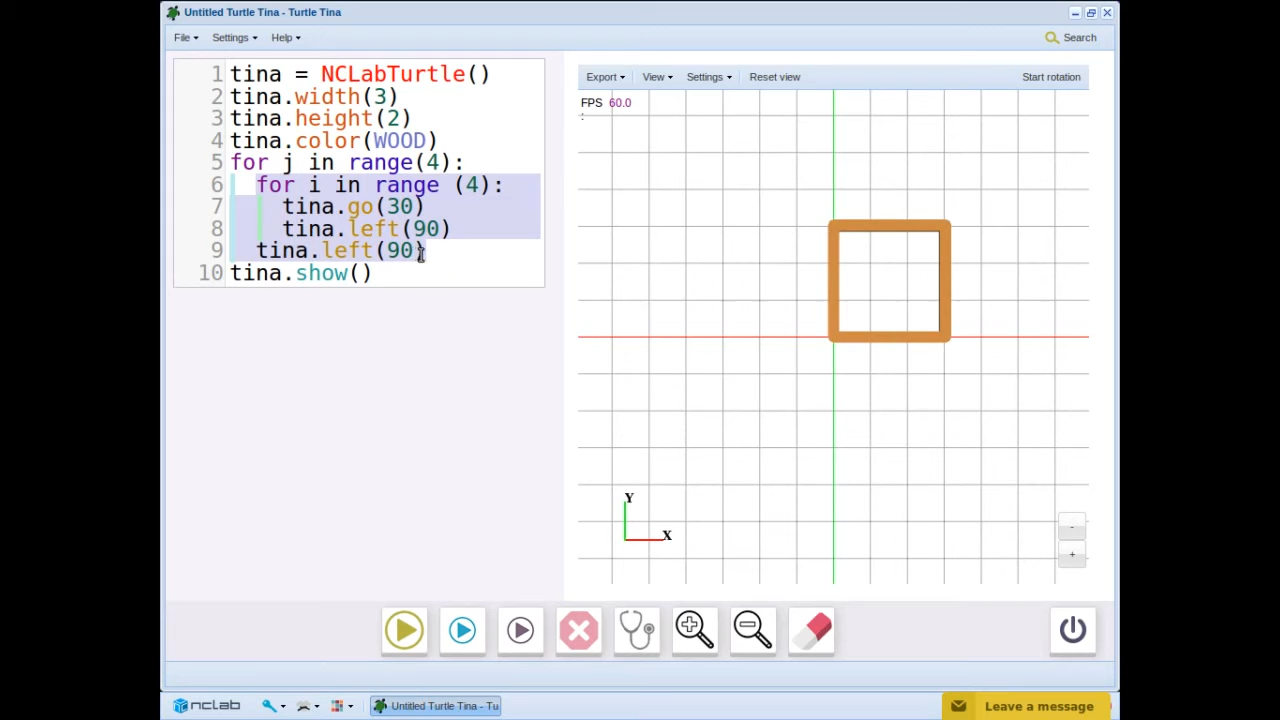 Untitled Turtle Tina - Turtle Tina
File Settings Help Search
1 tina = NCLabTurtle()
2 tina.width(3)
3 tina.height(2)
4 tina.color(WOOD)
5 for j in range(4):
6 for i in range (4):
7 tina.go(30)
8 tina.left(90)
9 tina.left(90)
10 tina.show()
Export View Settings Reset view Start rotation
FPS 60.0
:
Y
X
-
+
nclab Untitled Turtle Tina - Tu Leave a message